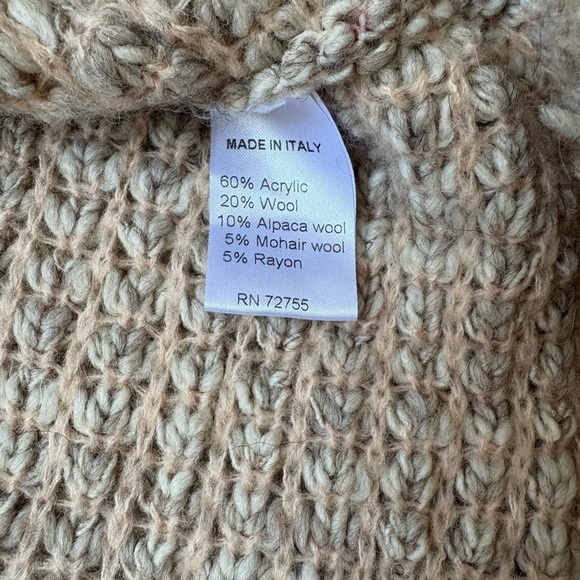 MADE IN ITALY
60% Acrylic
20% Wool
10% Alpaca wool
5% Mohair wool
5% Rayon
RN 72755